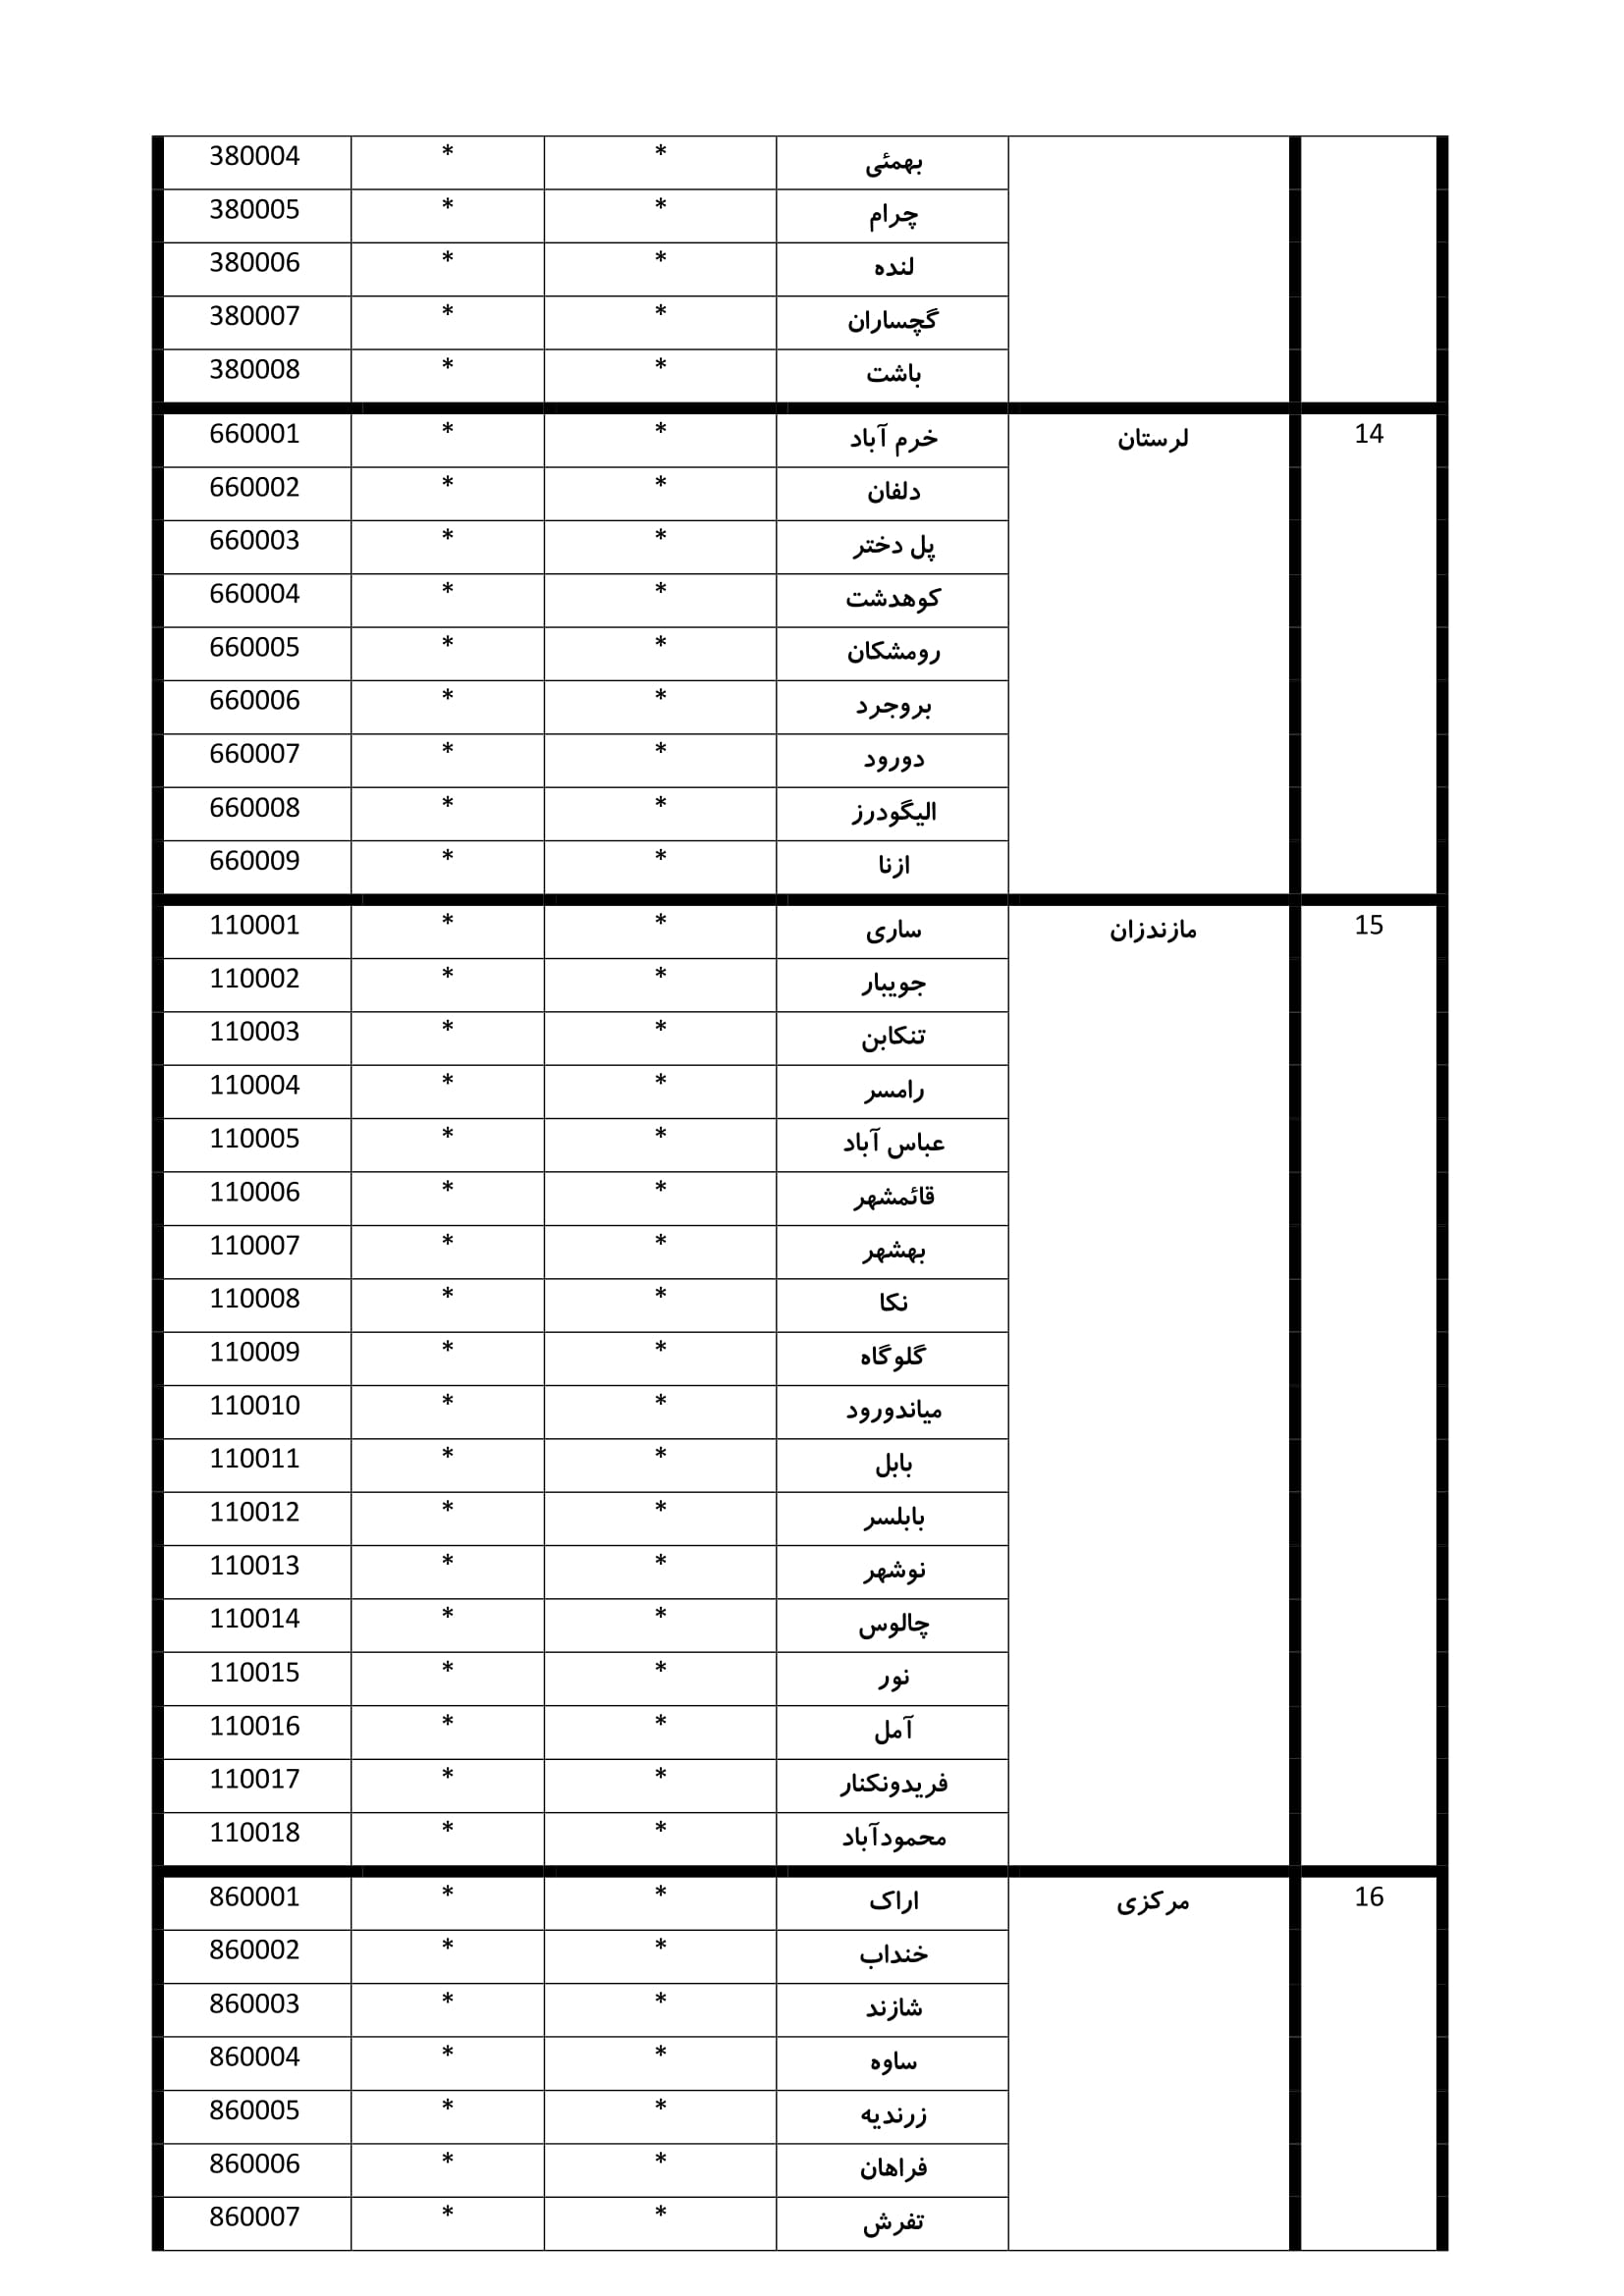 بهمئی * * 380004
چرام * * 380005
لنده * * 380006
گچساران * * 380007
باشت * * 380008
14 لرستان خرم آباد * * 660001
دلفان * * 660002
پل دختر * * 660003
کوهدشت * * 660004
رومشکان * * 660005
بروجرد * * 660006
دورود * * 660007
الیگودرز * * 660008
ازنا * * 660009
15 مازندزان ساری * * 110001
جویبار * * 110002
تنکابن * * 110003
رامسر * * 110004
عباس آباد * * 110005
قائمشهر * * 110006
بهشهر * * 110007
نکا * * 110008
گلوگاه * * 110009
میاندورود * * 110010
بابل * * 110011
بابلسر * * 110012
نوشهر * * 110013
چالوس * * 110014
نور * * 110015
آمل * * 110016
فریدونکنار * * 110017
محمودآباد * * 110018
16 مرکزی اراک * * 860001
خنداب * * 860002
شازند * * 860003
ساوه * * 860004
زرندیه * * 860005
فراهان * * 860006
تفرش * * 860007